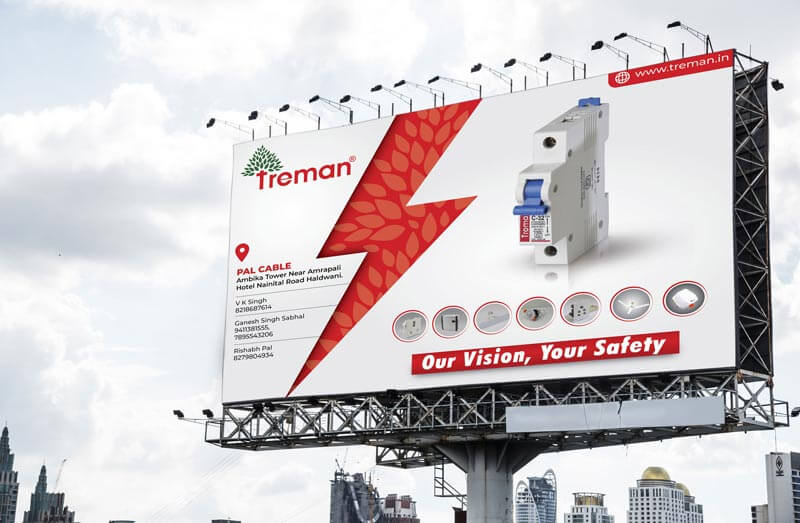 www.treman.in
Treman®
PAL CABLE
Ambika Tower Near Amrapali
Hotel Nainital Road Haldwani.
V K Singh
8218687614
Ganesh Singh Sabhal
9411381555,
7895543206
Rishabh Pal
8279804934
C-32
Our Vision, Your Safety